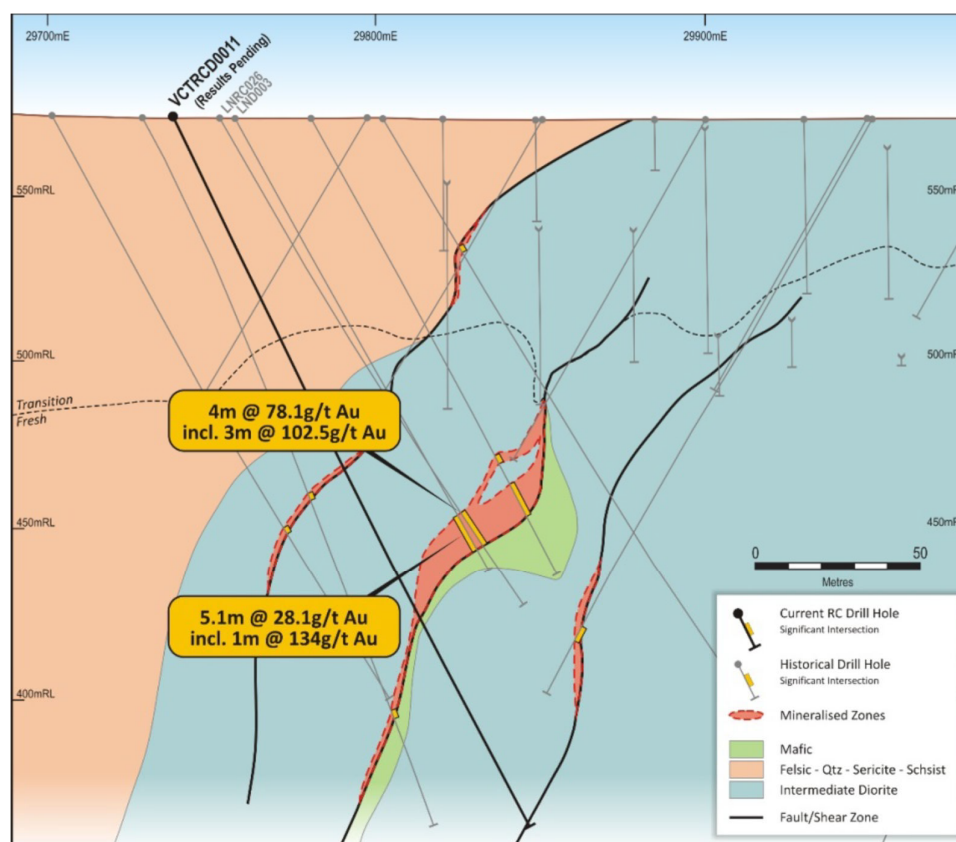 29700mE
29800mE
29900mE
VCTRCD0011
(Results Pending)
LNRC026
LND003
550mRL
550mRL
500mRL
500mRL
Transition
Fresh
4m @ 78.1g/t Au
incl. 3m @ 102.5g/t Au
450mRL
450mRL
0
50
Metres
5.1m @ 28.1g/t Au
incl. 1m @ 134g/t Au
400mRL
Current RC Drill Hole
Significant Intersection
Historical Drill Hole
Significant Intersection
Mineralised Zones
Mafic
Felsic - Qtz - Sericite - Schsist
Intermediate Diorite
Fault/Shear Zone